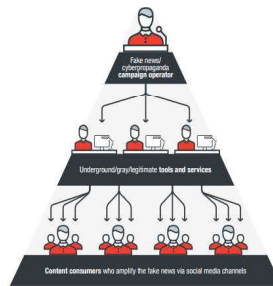 Fake news/
cyberpropaganda
campaign operator
Underground/gray/legitimate tools and services
Content consumers who amplify the fake news via social media channels